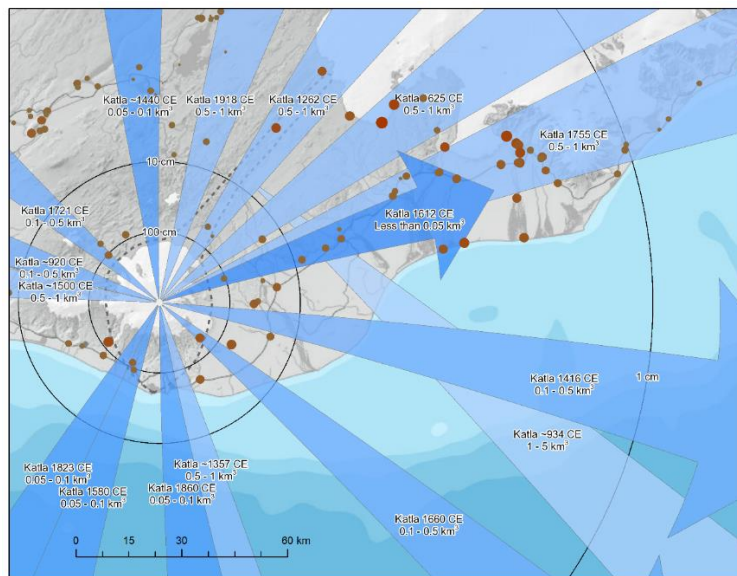 Katla ~1440 CE
0.05 - 0.1 km³
Katla 1918 CE
0.5 - 1 km³
Katla 1262 CE
0.5 - 1 km³
Katla 1625 CE
0.5 - 1 km³
Katla 1755 CE
0.5 - 1 km³
10 cm
Katla 1721 CE
0.1 - 0.5 km³
Katla 1612 CE
Less than 0.05 km³
100 cm
Katla ~920 CE
0.1 - 0.5 km³
Katla ~1500 CE
0.5 - 1 km³
Katla 1416 CE
0.1 - 0.5 km³
1 cm
Katla ~934 CE
1 - 5 km³
Katla ~1357 CE
0.5 - 1 km³
Katla 1823 CE
0.05 - 0.1 km³
Katla 1580 CE
0.05 - 0.1 km³
Katla 1860 CE
0.05 - 0.1 km³
Katla 1660 CE
0.1 - 0.5 km³
0 15 30 60 km